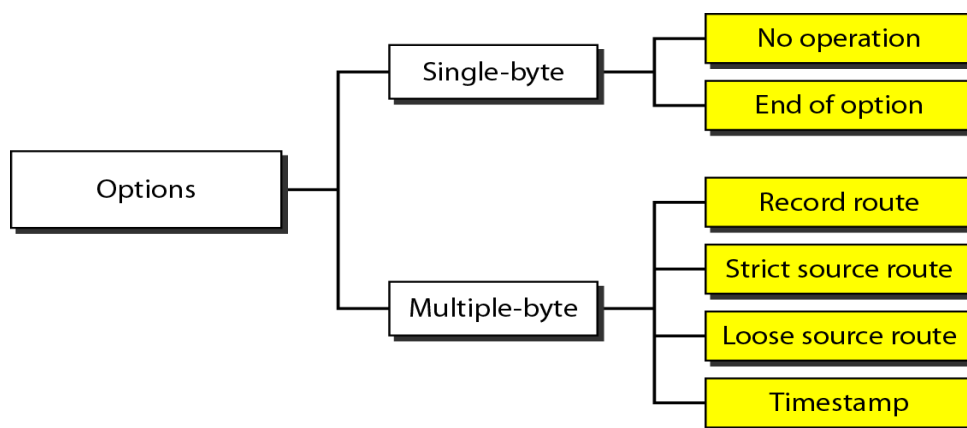 Options
Single-byte
No operation
End of option
Multiple-byte
Record route
Strict source route
Loose source route
Timestamp